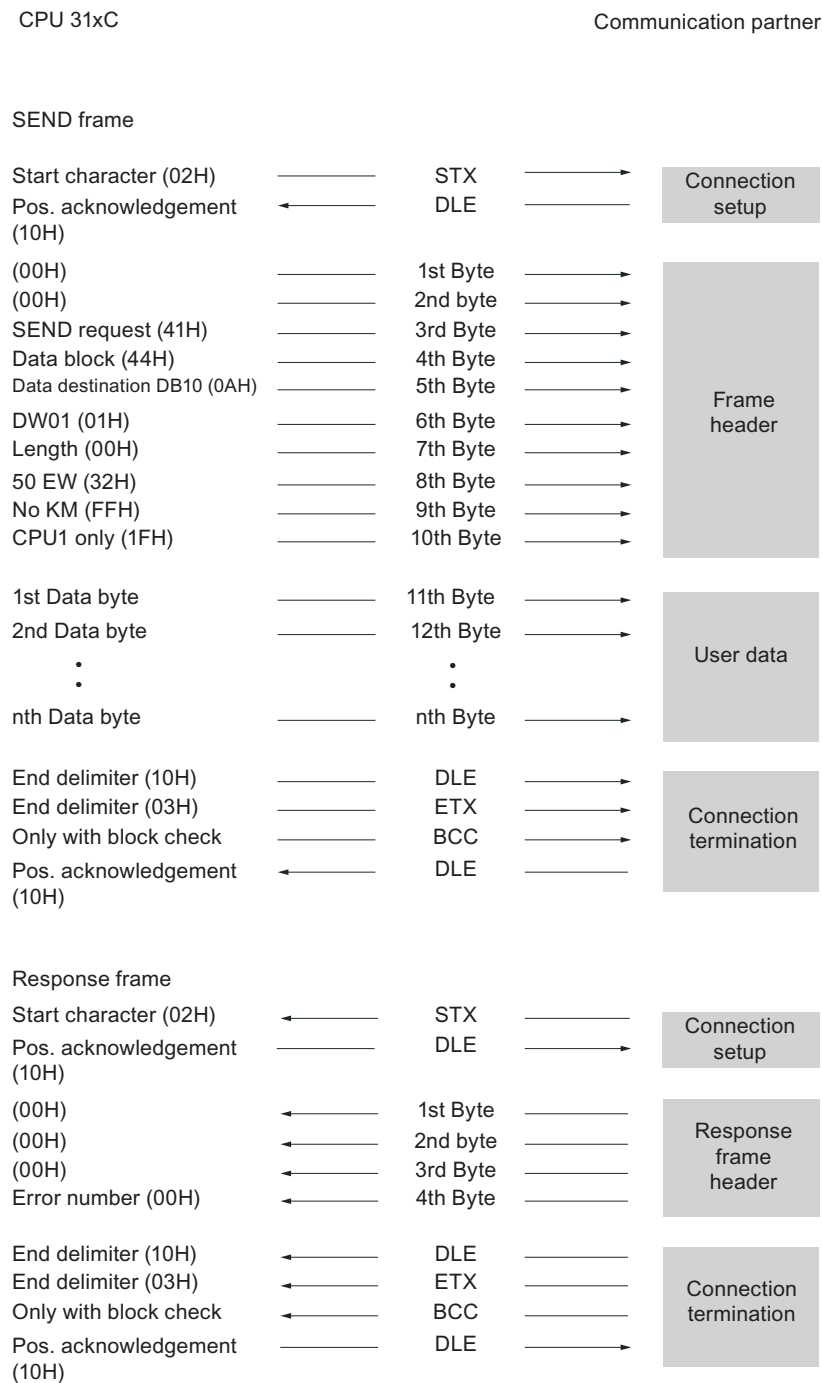 CPU 31xC Communication partner
SEND frame
Start character (02H) STX
Connection setup
Pos. acknowledgement (10H) DLE
(00H) 1st Byte
(00H) 2nd byte
SEND request (41H) 3rd Byte
Data block (44H) 4th Byte
Data destination DB10 (0AH) 5th Byte
Frame header
DW01 (01H) 6th Byte
Length (00H) 7th Byte
50 EW (32H) 8th Byte
No KM (FFH) 9th Byte
CPU1 only (1FH) 10th Byte
1st Data byte 11th Byte
2nd Data byte 12th Byte
User data
nth Data byte nth Byte
End delimiter (10H) DLE
End delimiter (03H) ETX
Connection termination
Only with block check BCC
Pos. acknowledgement (10H) DLE
Response frame
Start character (02H) STX
Connection setup
Pos. acknowledgement (10H) DLE
(00H) 1st Byte
(00H) 2nd byte
Response frame header
(00H) 3rd Byte
Error number (00H) 4th Byte
End delimiter (10H) DLE
End delimiter (03H) ETX
Connection termination
Only with block check BCC
Pos. acknowledgement (10H) DLE